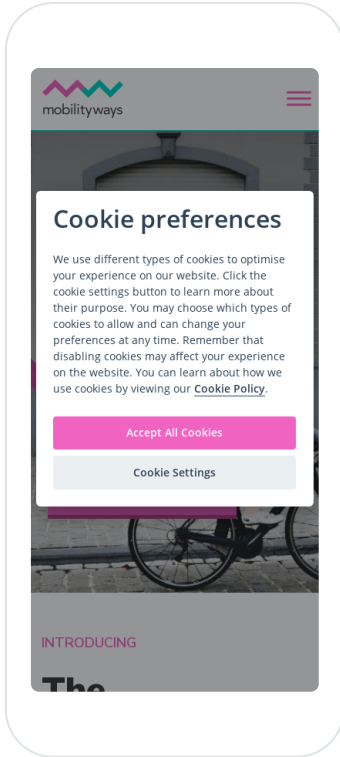 mobilityways
Cookie preferences
We use different types of cookies to optimise
your experience on our website. Click the
cookie settings button to learn more about
their purpose. You may choose which types of
cookies to allow and can change your
preferences at any time. Remember that
disabling cookies may affect your experience
on the website. You can learn about how we
use cookies by viewing our Cookie Policy.
Accept All Cookies
Cookie Settings
INTRODUCING
The